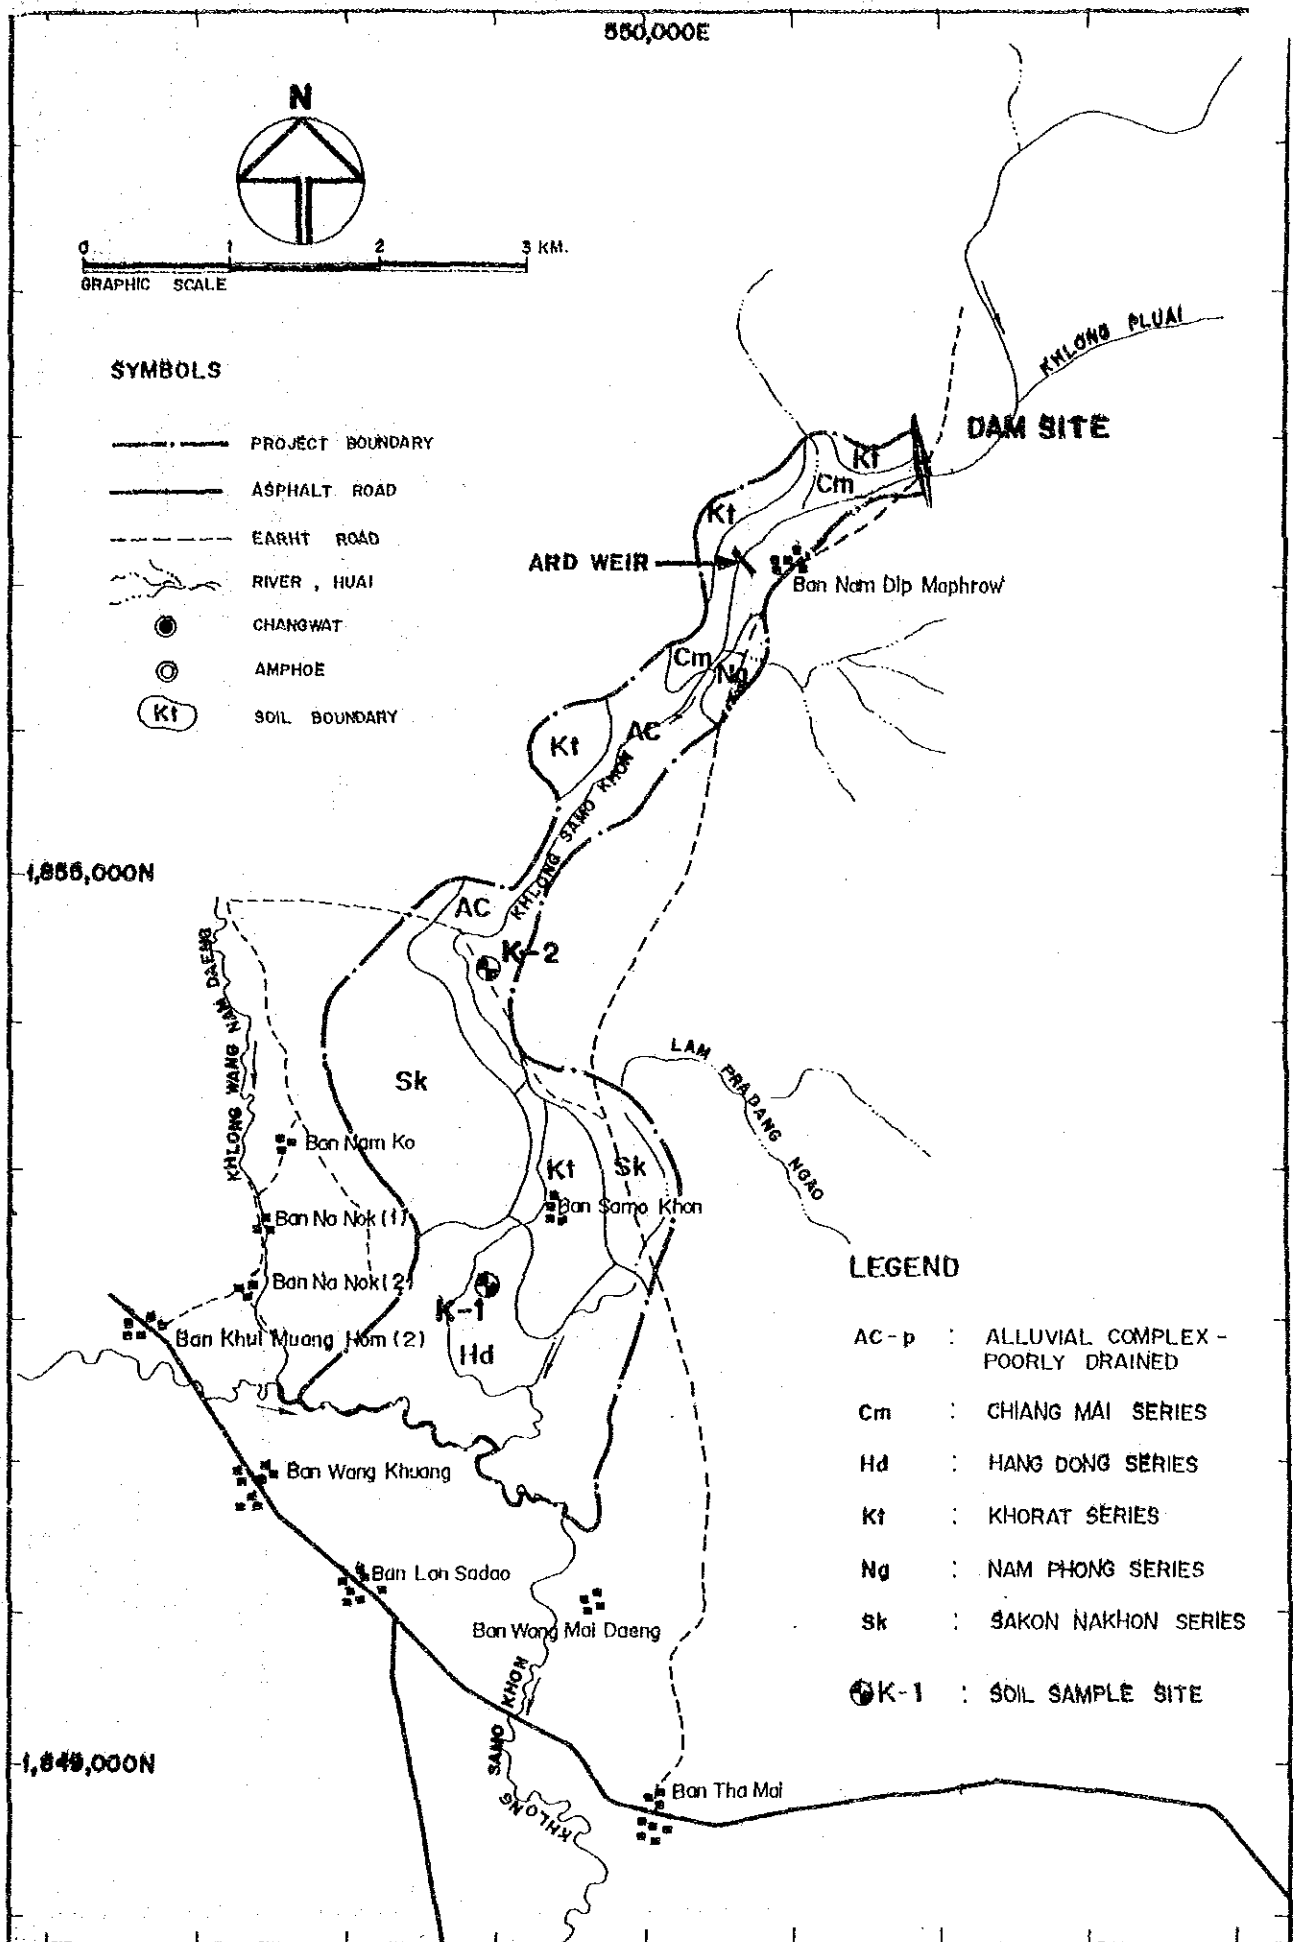 550,000E
N
0 1 2 3 KM.
GRAPHIC SCALE
SYMBOLS
PROJECT BOUNDARY
ASPHALT ROAD
EARHT ROAD
RIVER , HUAI
CHANGWAT
AMPHOE
Kt SOIL BOUNDARY
KHLONG PLUAI
DAM SITE
Kt
Cm
Kt
ARD WEIR
Ban Nam Dip Maphrow
Cm
Ng
AC
Kt
KHLONG SAMO KHON
1,855,000N
AC
K-2
KHLONG WANG NAM DAENG
Sk
LAM PRADANG NGAO
Ban Nam Ko
Kt
Sk
Ban Na Nok (1)
Ban Samo Khon
Ban Na Nok (2)
K-1
Ban Khui Muang Hom (2)
Hd
Ban Wang Khuang
Ban Lan Sadao
Ban Wang Mai Daeng
KHLONG SAMO KHON
1,849,000N
Ban Tha Mai
LEGEND
AC-p : ALLUVIAL COMPLEX -
POORLY DRAINED
Cm : CHIANG MAI SERIES
Hd : HANG DONG SERIES
Kt : KHORAT SERIES
Ng : NAM PHONG SERIES
Sk : SAKON NAKHON SERIES
K-1 : SOIL SAMPLE SITE